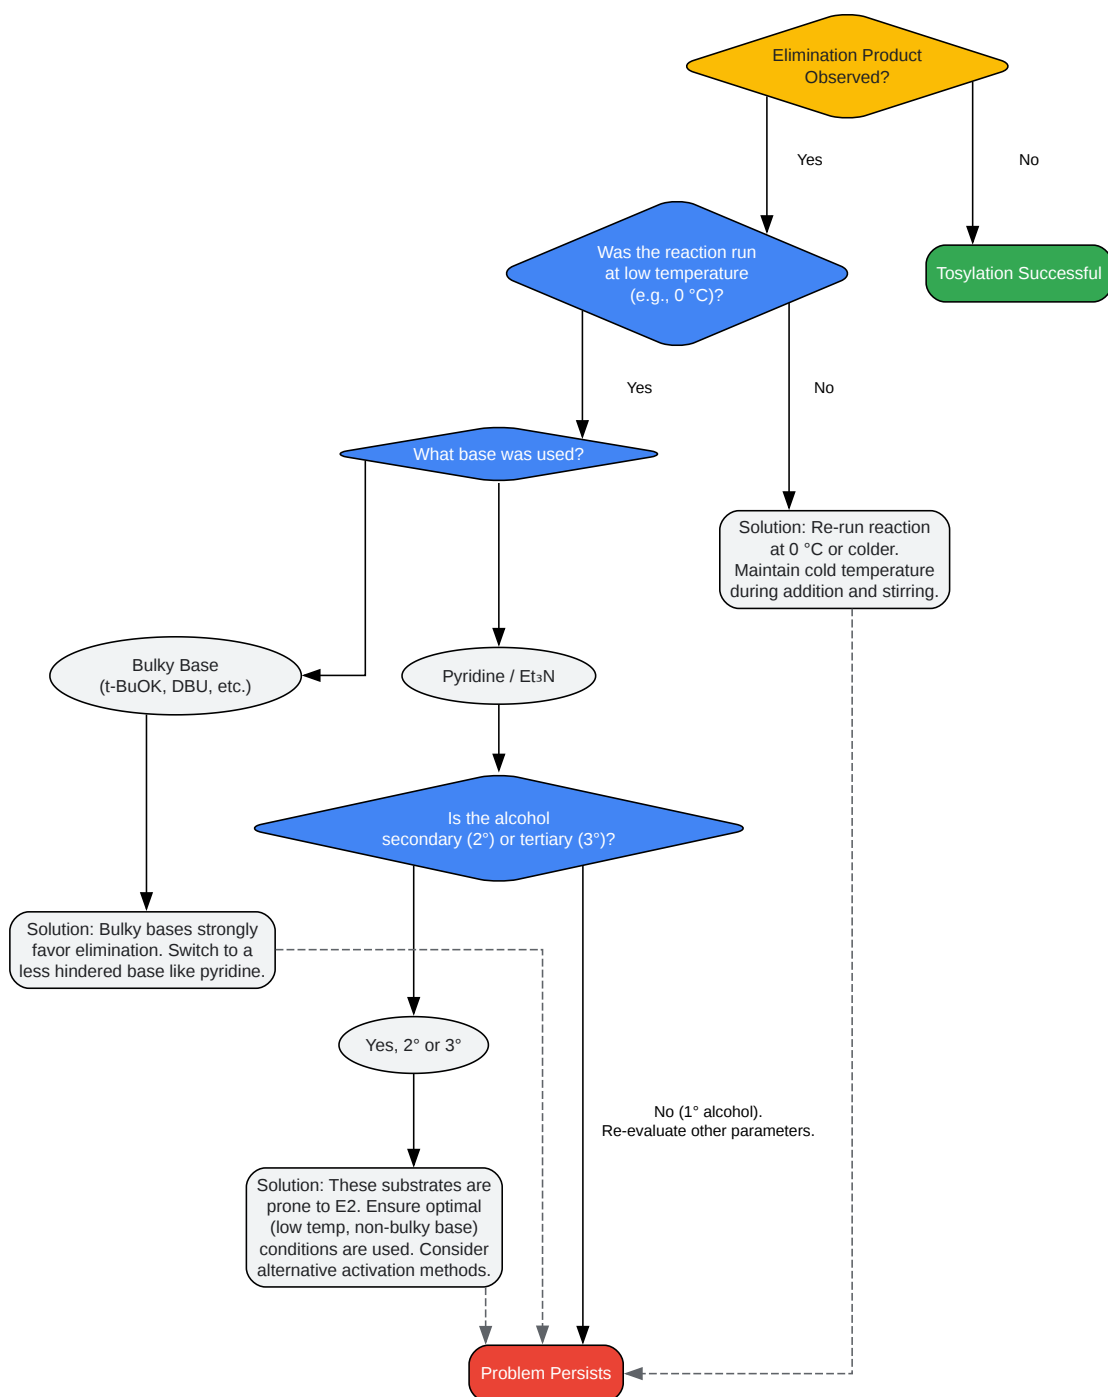 Elimination Product
Observed?
Yes
No
Was the reaction run
at low temperature
(e.g., 0 °C)?
Tosylation Successful
Yes
No
What base was used?
Solution: Re-run reaction
at 0 °C or colder.
Maintain cold temperature
during addition and stirring.
Bulky Base
(t-BuOK, DBU, etc.)
Pyridine / Et₃N
Is the alcohol
secondary (2°) or tertiary (3°)?
Solution: Bulky bases strongly
favor elimination. Switch to a
less hindered base like pyridine.
Yes, 2° or 3°
No (1° alcohol).
Re-evaluate other parameters.
Solution: These substrates are
prone to E2. Ensure optimal
(low temp, non-bulky base)
conditions are used. Consider
alternative activation methods.
Problem Persists